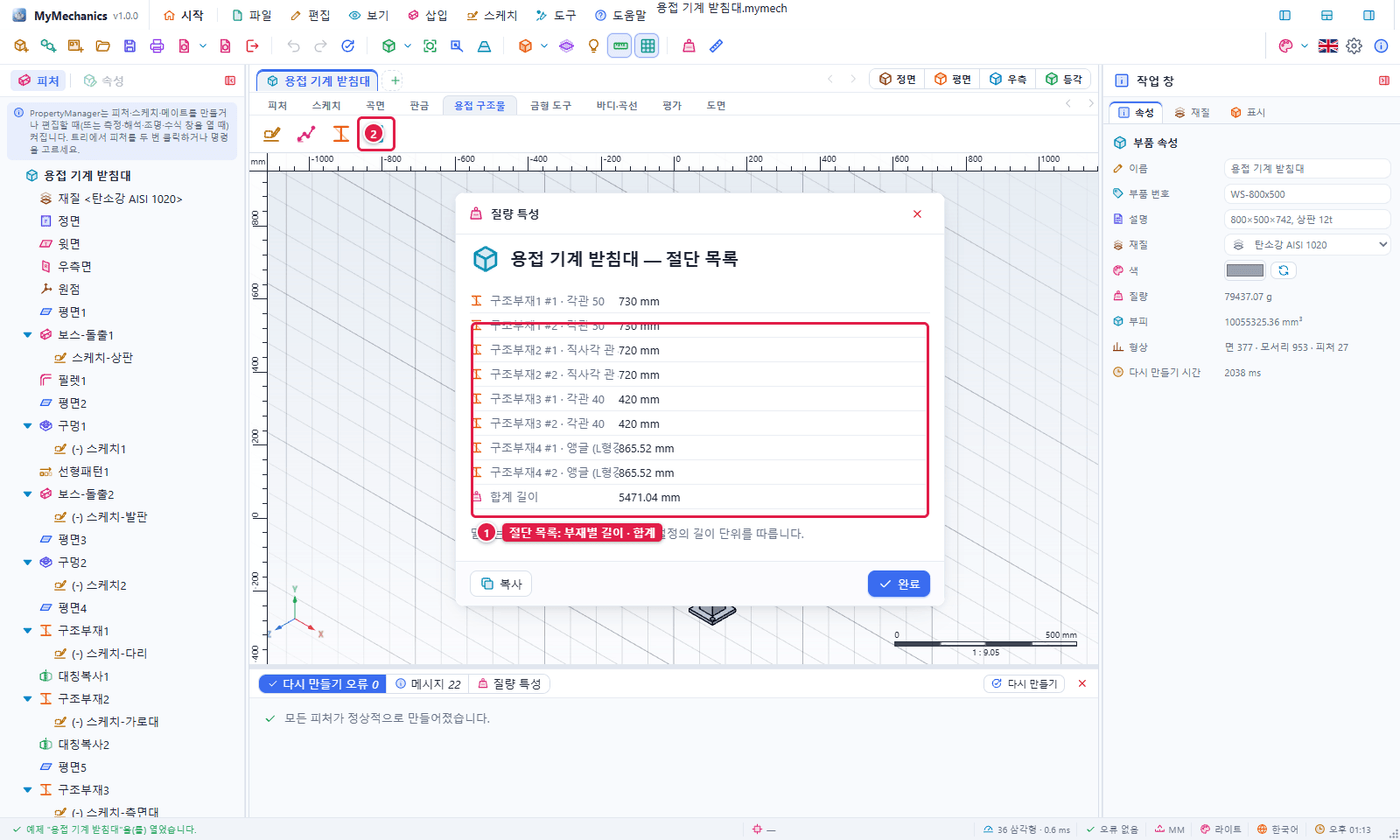 MyMechanics v1.0.0
시작
파일
편집
보기
삽입
스케치
도구
도움말
용접 기계 받침대.mymech
피처
속성
PropertyManager는 피처·스케치·메이트를 만들거
나 편집할 때(또는 측정·해석·조명·수식 창을 열 때)
켜집니다. 트리에서 피처를 두 번 클릭하거나 명령
을 고르세요.
용접 기계 받침대
재질 <탄소강 AISI 1020>
정면
윗면
우측면
원점
평면1
보스-돌출1
스케치-상판
필렛1
평면2
구멍1
(-) 스케치1
선형패턴1
보스-돌출2
(-) 스케치-발판
평면3
구멍2
(-) 스케치2
평면4
구조부재1
(-) 스케치-다리
대칭복사1
구조부재2
(-) 스케치-가로대
대칭복사2
평면5
구조부재3
(-) 스케치-측면대
용접 기계 받침대
+
정면
평면
우측
등각
피처
스케치
곡면
판금
용접 구조물
금형 도구
바디·곡선
평가
도면
2
mm
-1000
-800
-600
-400
-200
0
200
400
600
800
1000
800
600
400
200
0
-200
-400
질량 특성
용접 기계 받침대 — 절단 목록
구조부재1 #1 · 각관 50 730 mm
구조부재1 #2 · 각관 50 730 mm
구조부재2 #1 · 직사각 관 720 mm
구조부재2 #2 · 직사각 관 720 mm
구조부재3 #1 · 각관 40 420 mm
구조부재3 #2 · 각관 40 420 mm
구조부재4 #1 · 앵글 (L형강 865.52 mm
구조부재4 #2 · 앵글 (L형강 865.52 mm
합계 길이 5471.04 mm
1 절단 목록: 부재별 길이 · 합계
설정의 길이 단위를 따릅니다.
복사
완료
Y
X
Z
0 500 mm
1 : 9.05
다시 만들기 오류 0
메시지 22
질량 특성
다시 만들기
모든 피처가 정상적으로 만들어졌습니다.
작업 창
속성
재질
표시
부품 속성
이름 용접 기계 받침대
부품 번호 WS-800x500
설명 800×500×742, 상판 12t
재질 탄소강 AISI 1020
색
질량 79437.07 g
부피 10055325.36 mm³
형상 면 377 · 모서리 953 · 피처 27
다시 만들기 시간 2038 ms
예제 "용접 기계 받침대"을(를) 열었습니다.
—
36 삼각형 · 0.6 ms
오류 없음
MM
라이트
한국어
오후 01:13